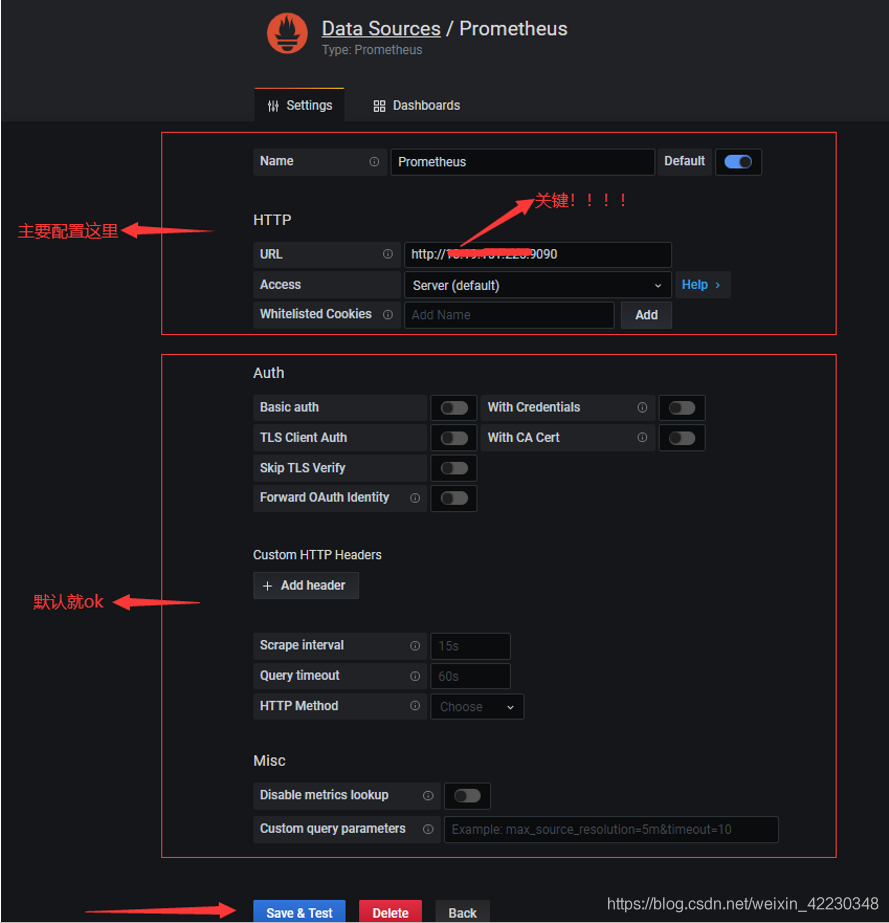 Data Sources / Prometheus
Type: Prometheus
Settings
Dashboards
Name
Prometheus
Default
关键！！！！
主要配置这里
HTTP
URL
http://
:9090
Access
Server (default)
Help ›
Whitelisted Cookies
Add Name
Add
Auth
Basic auth
With Credentials
TLS Client Auth
With CA Cert
Skip TLS Verify
Forward OAuth Identity
Custom HTTP Headers
+ Add header
默认就ok
Scrape interval
15s
Query timeout
60s
HTTP Method
Choose
Misc
Disable metrics lookup
Custom query parameters
Example: max_source_resolution=5m&timeout=10
Save & Test
Delete
Back
https://blog.csdn.net/weixin_42230348